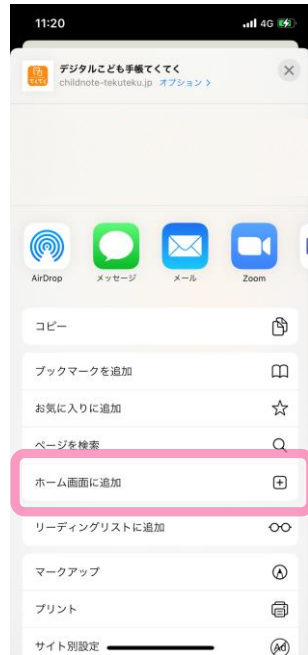 11:20
4G
デジタルこども手帳てくてく
childnote-tekuteku.jp オプション >
てくてく
AirDrop メッセージ メール Zoom
コピー
ブックマークを追加
お気に入りに追加
ページを検索
ホーム画面に追加
リーディングリストに追加
マークアップ
プリント
サイト別設定